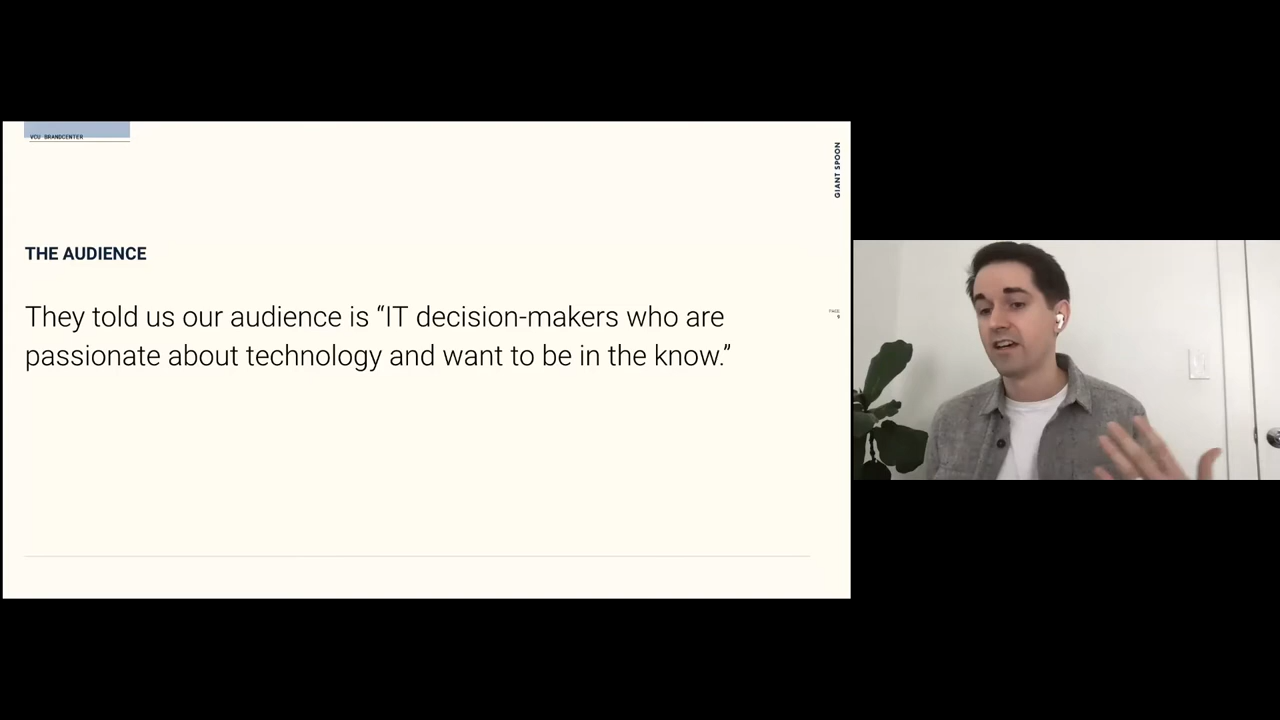 VCU BRANDCENTER
GIANT SPOON
THE AUDIENCE
They told us our audience is “IT decision-makers who are
passionate about technology and want to be in the know.”